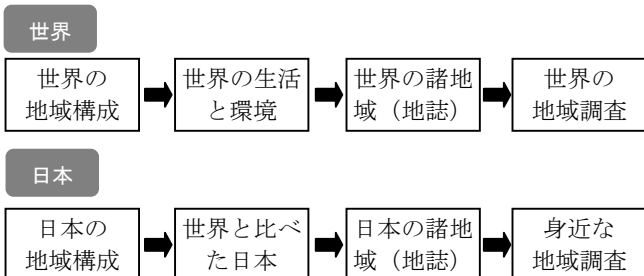 世界
世界の
地域構成
世界の生活
と環境
世界の諸地
域（地誌）
世界の
地域調査
日本
日本の
地域構成
世界と比べ
た日本
日本の諸地
域（地誌）
身近な
地域調査